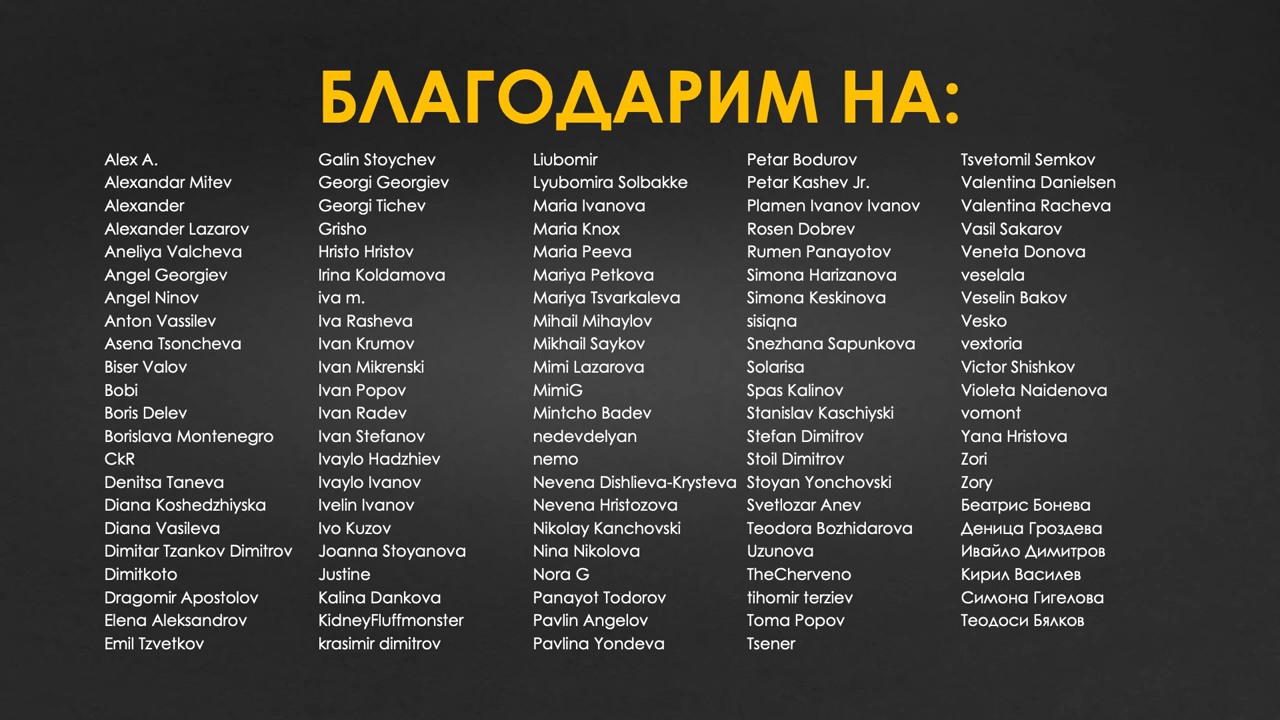 БЛАГОДАРИМ НА:
Alex A.
Alexandar Mitev
Alexander
Alexander Lazarov
Aneliya Valcheva
Angel Georgiev
Angel Ninov
Anton Vassilev
Asena Tsoncheva
Biser Valov
Bobi
Boris Delev
Borislava Montenegro
CkR
Denitsa Taneva
Diana Koshedzhiyska
Diana Vasileva
Dimitar Tzankov Dimitrov
Dimitkoto
Dragomir Apostolov
Elena Aleksandrov
Emil Tzvetkov
Galin Stoychev
Georgi Georgiev
Georgi Tichev
Grisho
Hristo Hristov
Irina Koldamova
iva m.
Iva Rasheva
Ivan Krumov
Ivan Mikrenski
Ivan Popov
Ivan Radev
Ivan Stefanov
Ivaylo Hadzhiev
Ivaylo Ivanov
Ivelin Ivanov
Ivo Kuzov
Joanna Stoyanova
Justine
Kalina Dankova
KidneyFluffmonster
krasimir dimitrov
Liubomir
Lyubomira Solbakke
Maria Ivanova
Maria Knox
Maria Peeva
Mariya Petkova
Mariya Tsvarkaleva
Mihail Mihaylov
Mikhail Saykov
Mimi Lazarova
MimiG
Mintcho Badev
nedevdelyan
nemo
Nevena Dishlieva-Krysteva
Nevena Hristozova
Nikolay Kanchovski
Nina Nikolova
Nora G
Panayot Todorov
Pavlin Angelov
Pavlina Yondeva
Petar Bodurov
Petar Kashev Jr.
Plamen Ivanov Ivanov
Rosen Dobrev
Rumen Panayotov
Simona Harizanova
Simona Keskinova
sisiqna
Snezhana Sapunkova
Solarisa
Spas Kalinov
Stanislav Kaschiyski
Stefan Dimitrov
Stoil Dimitrov
Stoyan Yonchovski
Svetlozar Anev
Teodora Bozhidarova
Uzunova
TheCherveno
tihomir terziev
Toma Popov
Tsener
Tsvetomil Semkov
Valentina Danielsen
Valentina Racheva
Vasil Sakarov
Veneta Donova
veselala
Veselin Bakov
Vesko
vextoria
Victor Shishkov
Violeta Naidenova
vomont
Yana Hristova
Zori
Zory
Беатрис Бонева
Деница Гроздева
Ивайло Димитров
Кирил Василев
Симона Гигелова
Теодоси Бялков